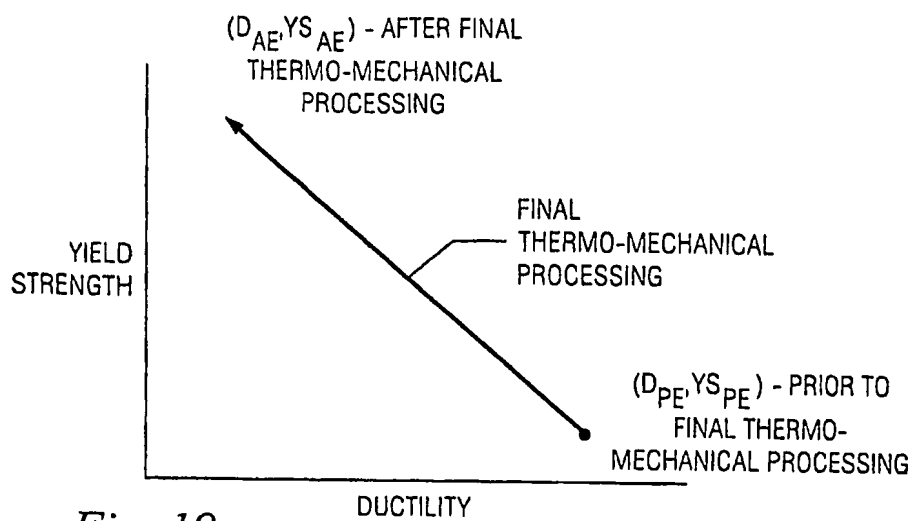 (D_AE, YS_AE) - AFTER FINAL
THERMO-MECHANICAL
PROCESSING
FINAL
THERMO-MECHANICAL
PROCESSING
YIELD
STRENGTH
(D_PE, YS_PE) - PRIOR TO
FINAL THERMO-
MECHANICAL PROCESSING
DUCTILITY